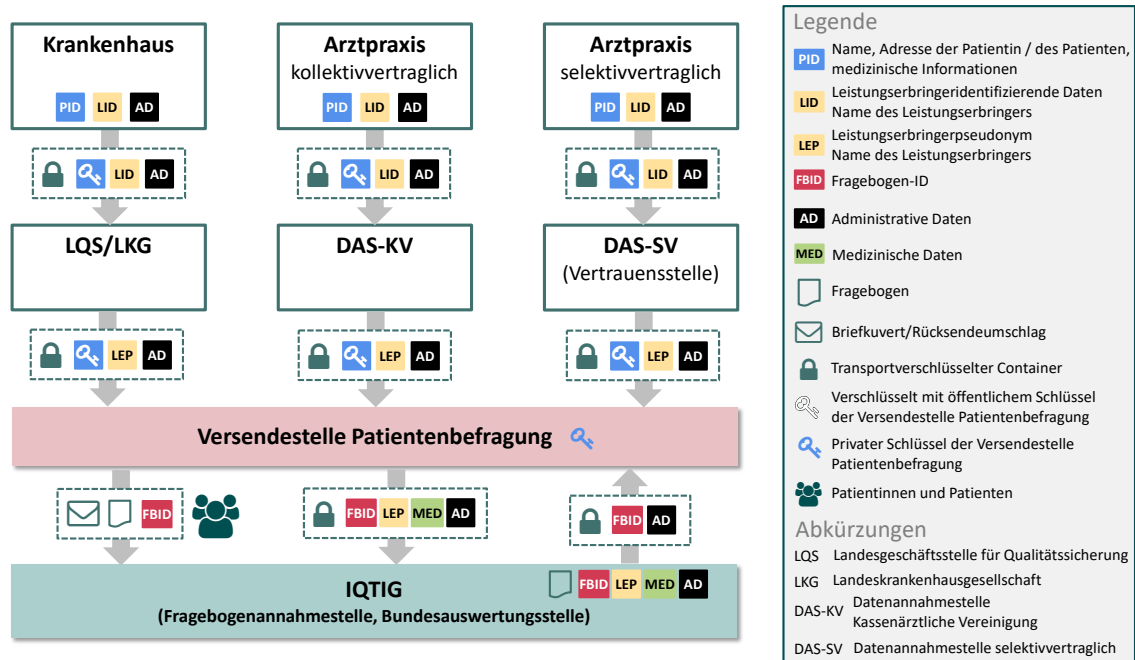 Krankenhaus
PID LID AD
LID AD
LQS/LKG
LEP AD
Arztpraxis
kollektivvertraglich
PID LID AD
LID AD
DAS-KV
LEP AD
Arztpraxis
selektivvertraglich
PID LID AD
LID AD
DAS-SV
(Vertrauensstelle)
LEP AD
Versendestelle Patientenbefragung
FBID
FBID LEP MED AD
FBID AD
IQTIG
(Fragebogenannahmestelle, Bundesauswertungsstelle)
FBID LEP MED AD
Legende
PID Name, Adresse der Patientin / des Patienten,
medizinische Informationen
LID Leistungserbringeridentifizierende Daten
Name des Leistungserbringers
LEP Leistungserbringerpseudonym
Name des Leistungserbringers
FBID Fragebogen-ID
AD Administrative Daten
MED Medizinische Daten
Fragebogen
Briefkuvert/Rücksendeumschlag
Transportverschlüsselter Container
Verschlüsselt mit öffentlichem Schlüssel
der Versendestelle Patientenbefragung
Privater Schlüssel der Versendestelle
Patientenbefragung
Patientinnen und Patienten
Abkürzungen
LQS Landesgeschäftsstelle für Qualitätssicherung
LKG Landeskrankenhausgesellschaft
DAS-KV Datenannahmestelle
Kassenärztliche Vereinigung
DAS-SV Datenannahmestelle selektivvertraglich